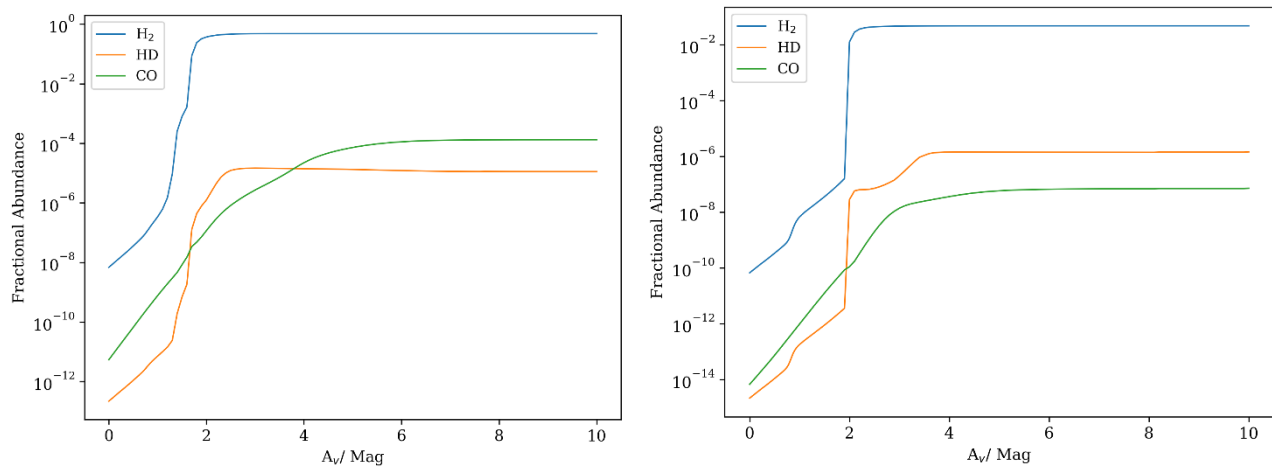 10⁰
10⁻²
10⁻⁴
10⁻⁶
10⁻⁸
10⁻¹⁰
10⁻¹²
Fractional Abundance
H₂
HD
CO
0 2 4 6 8 10
Aᵥ/ Mag
10⁻²
10⁻⁴
10⁻⁶
10⁻⁸
10⁻¹⁰
10⁻¹²
10⁻¹⁴
Fractional Abundance
H₂
HD
CO
0 2 4 6 8 10
Aᵥ/ Mag